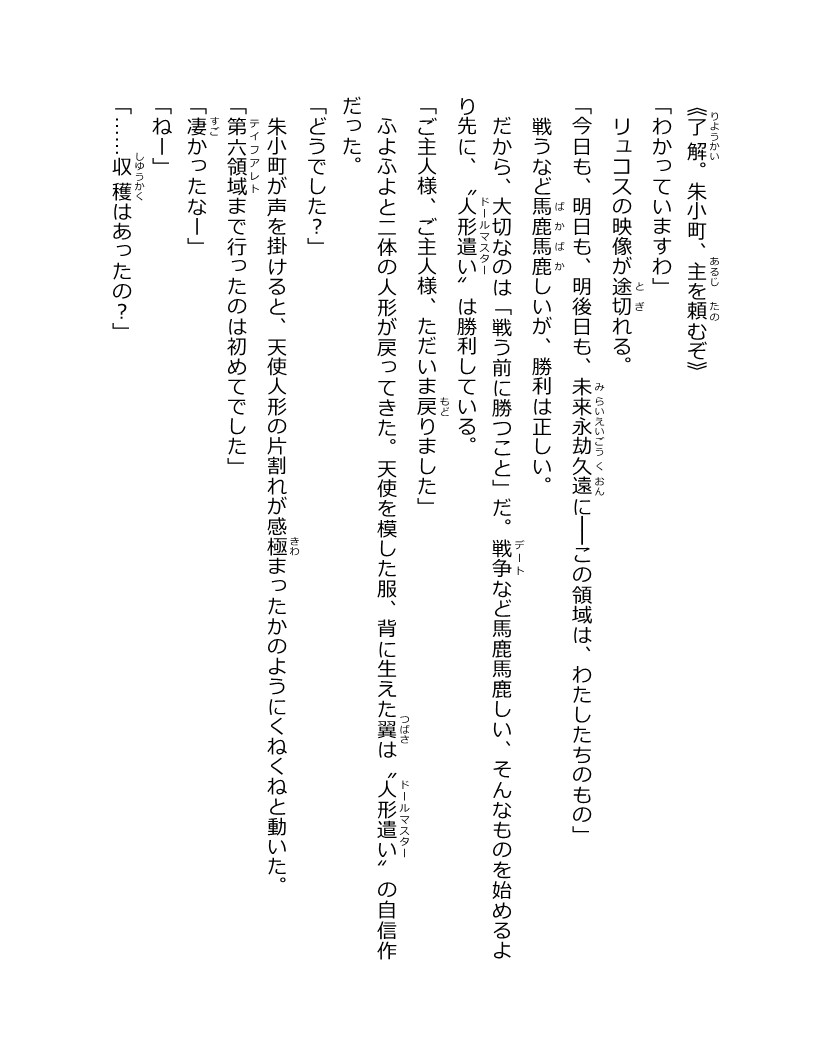 《了解。朱小町、主を頼むぞ》
「わかっていますわ」
　リュコスの映像が途切れる。
「今日も、明日も、明後日も、未来永劫久遠に──この領域は、わたしたちのもの」
　戦うなど馬鹿馬鹿しいが、勝利は正しい。
　だから、大切なのは「戦う前に勝つこと」だ。戦争など馬鹿馬鹿しい、そんなものを始めるよ
り先に、〝人形遣い〟は勝利している。
「ご主人様、ご主人様、ただいま戻りました」
　ふよふよと二体の人形が戻ってきた。天使を模した服、背に生えた翼は〝人形遣い〟の自信作
だった。
「どうでした？」
　朱小町が声を掛けると、天使人形の片割れが感極まったかのようにくねくねと動いた。
「第六領域まで行ったのは初めてでした」
「凄かったなー」
「ねー」
「……収穫はあったの？」